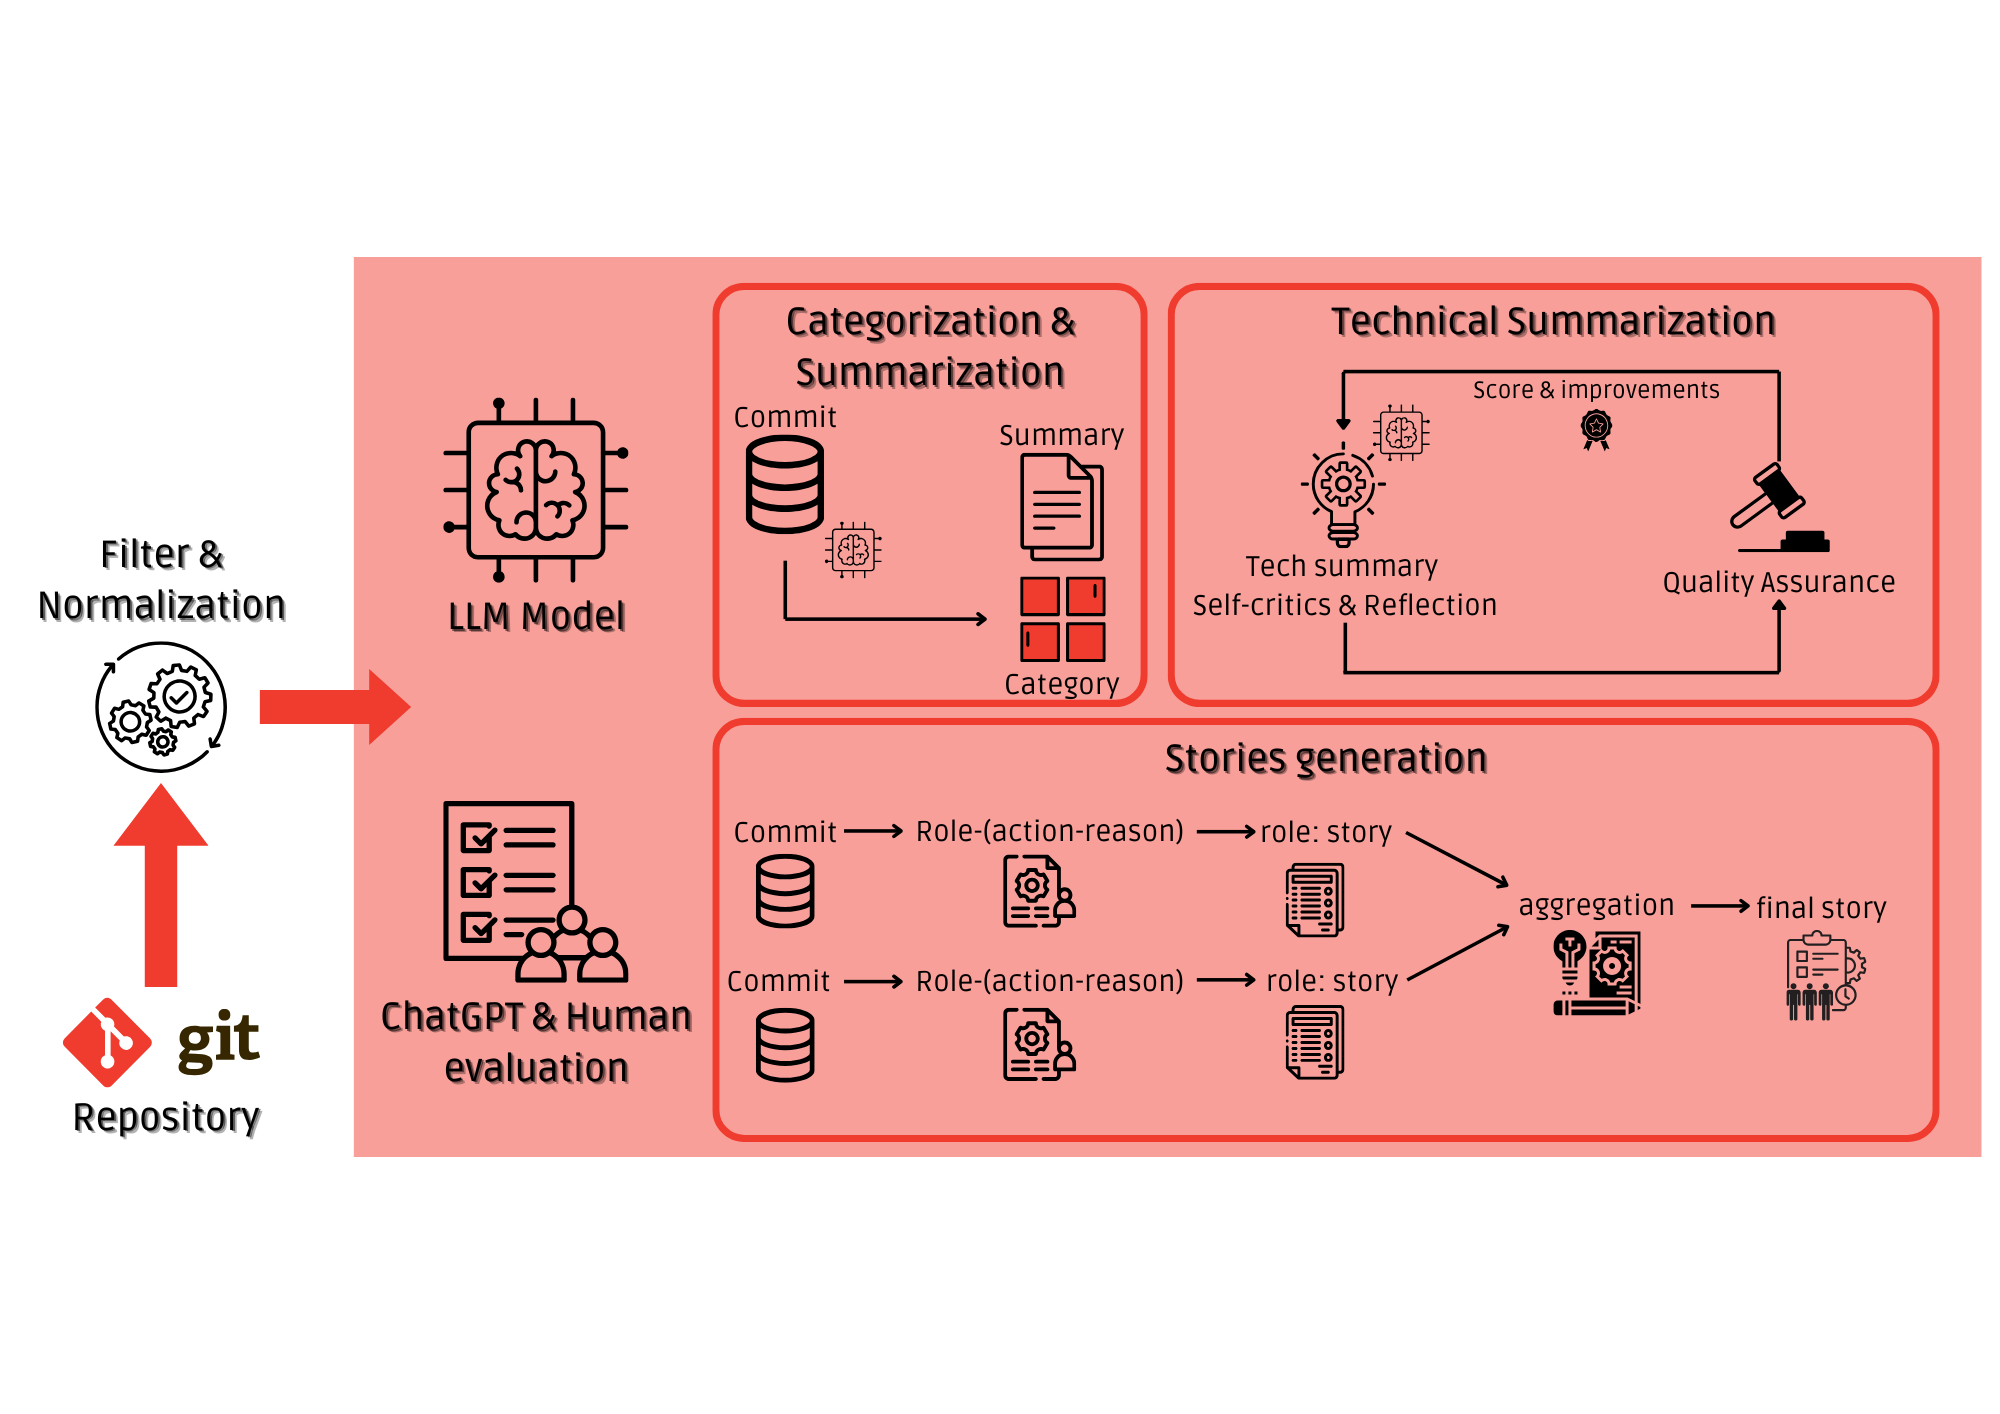 Filter &
Normalization
git
Repository
LLM Model
ChatGPT & Human
evaluation
Categorization &
Summarization
Commit
Summary
Category
Technical Summarization
Score & improvements
Tech summary
Self-critics & Reflection
Quality Assurance
Stories generation
Commit
Role-(action-reason)
role: story
Commit
Role-(action-reason)
role: story
aggregation
final story